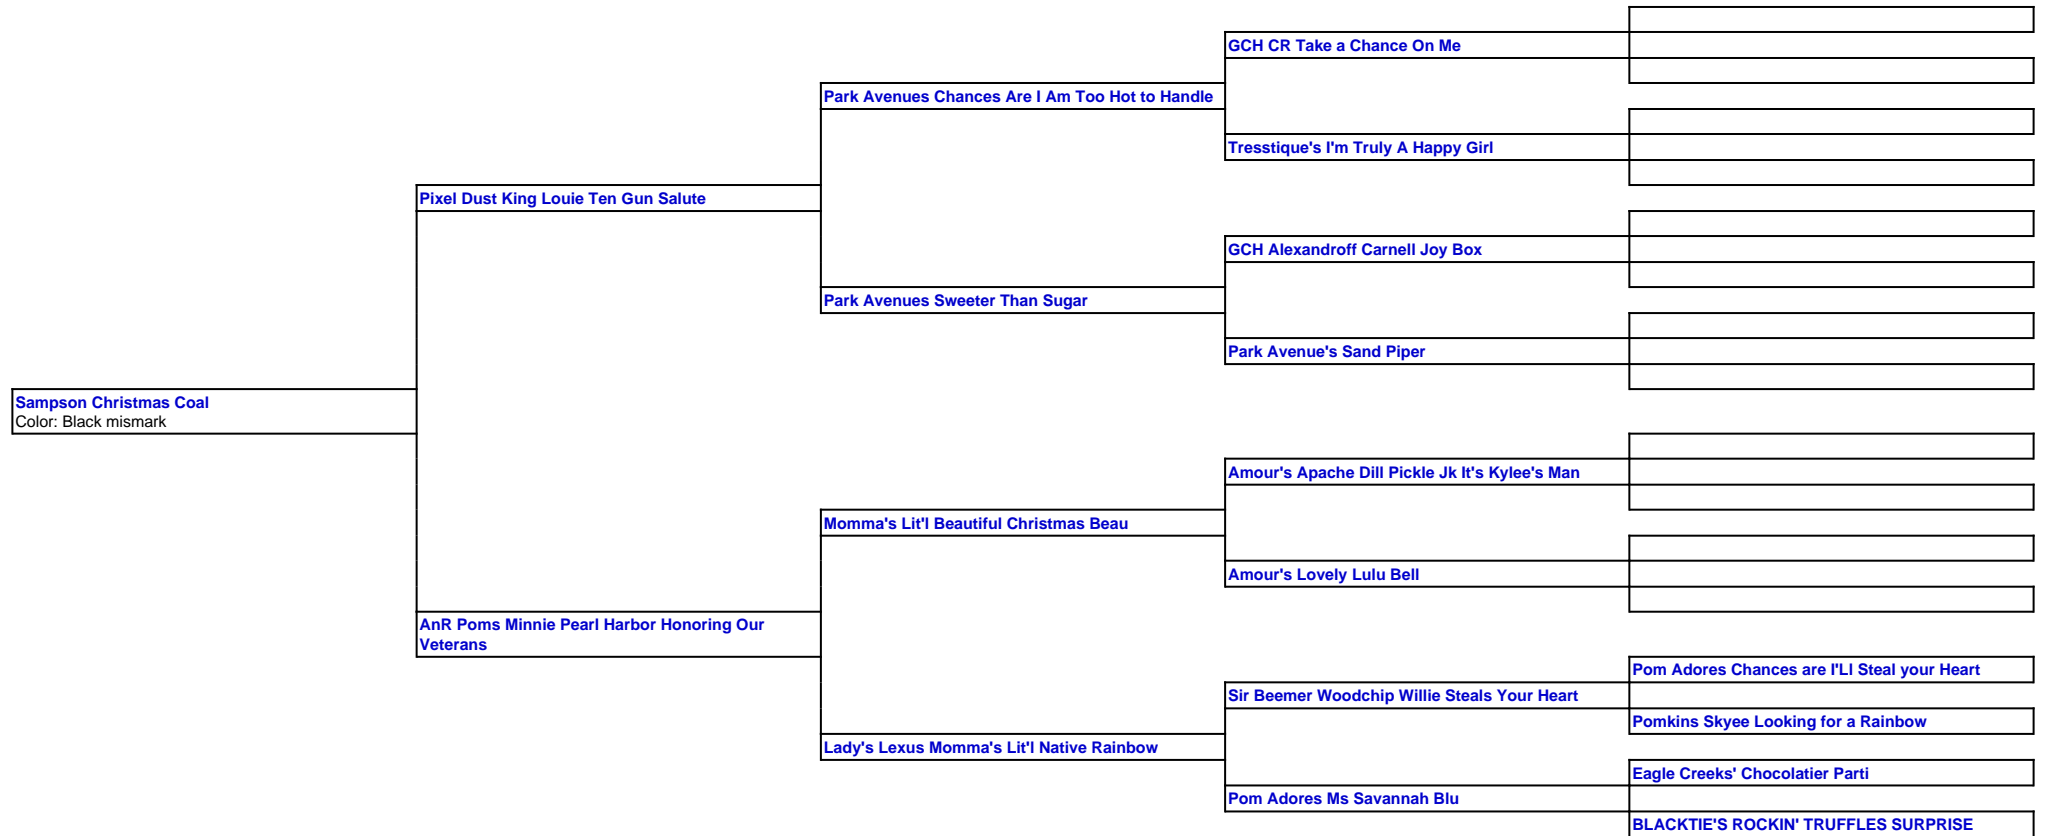 GCH CR Take a Chance On Me
Park Avenues Chances Are I Am Too Hot to Handle
Tresstique's I'm Truly A Happy Girl
Pixel Dust King Louie Ten Gun Salute
GCH Alexandroff Carnell Joy Box
Park Avenues Sweeter Than Sugar
Park Avenue's Sand Piper
Sampson Christmas Coal
Color: Black mismark
Amour's Apache Dill Pickle Jk It's Kylee's Man
Momma's Lit'l Beautiful Christmas Beau
Amour's Lovely Lulu Bell
AnR Poms Minnie Pearl Harbor Honoring Our
Veterans
Pom Adores Chances are I'LI Steal your Heart
Sir Beemer Woodchip Willie Steals Your Heart
Pomkins Skyee Looking for a Rainbow
Lady's Lexus Momma's Lit'l Native Rainbow
Eagle Creeks' Chocolatier Parti
Pom Adores Ms Savannah Blu
BLACKTIE'S ROCKIN' TRUFFLES SURPRISE